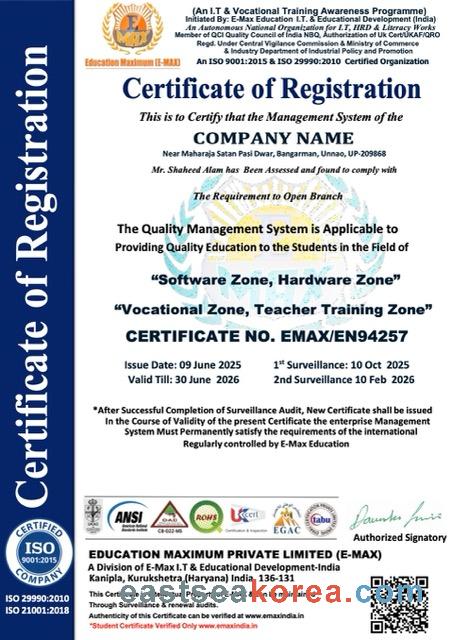 (An I.T & Vocational I.T. Training Awareness Programme)
Initiated By: E-Max Education I.T. & Educational Development (India)
An Autonomous National Organization for I.T, HRD & Literacy Works
Member of QCI Quality Council of India NBQ, Authorization of Uk Cert/UKAF/QRO
Regd. Under Central Vigilance Commission & Ministry of Commerce
& Industry Department of Industrial Policy and Promotion
An ISO 9001:2015 & ISO 29990:2010 Certified Organization
E
MAX
Education Maximum (E-MAX)
Certificate of Registration
Certificate of Registration
This is to Certify that the Management System of the
COMPANY NAME
Near Maharaja Satan Pasi Dwar, Bangarman, Unnao, UP-209868
Mr. Shaheed Alam has Been Assessed and found to comply with
The Requirement to Open Branch
The Quality Management System is Applicable to
Providing Quality Education to the Students in the Field of
“Software Zone, Hardware Zone”
“Vocational Zone, Teacher Training Zone”
CERTIFICATE NO. EMAX/EN94257
Issue Date: 09 June 2025 1st Surveillance: 10 Oct 2025
Valid Till: 30 June 2026 2nd Surveillance 10 Feb 2026
*After Successful Completion of Surveillance Audit, New Certificate shall be issued
In the Course of Validity of the present Certificate the enterprise Management
System Must Permanently satisfy the requirements of the international
Regularly controlled by E-Max Education
ANSI
American National Standards Institute
CB-022-MS
ROHS
UKcert
Certification & Inspection
EGAC
tabu
Authorized Signatory
CERTIFIED
ISO
9001:2015
COMPANY
ISO 29990:2010
ISO 21001:2018
EDUCATION MAXIMUM PRIVATE LIMITED (E-MAX)
A Division of E-Max I.T & Educational Development-India
Kanipla, Kurukshetra (Haryana) India, 136-131
eastseakorea.com
This Certificate
Through Surveillance & renewal audits.
Authenticity of this Certificate can be verified at www.emaxindia.in
*Student Certificate Verified Only www.emaxindia.in